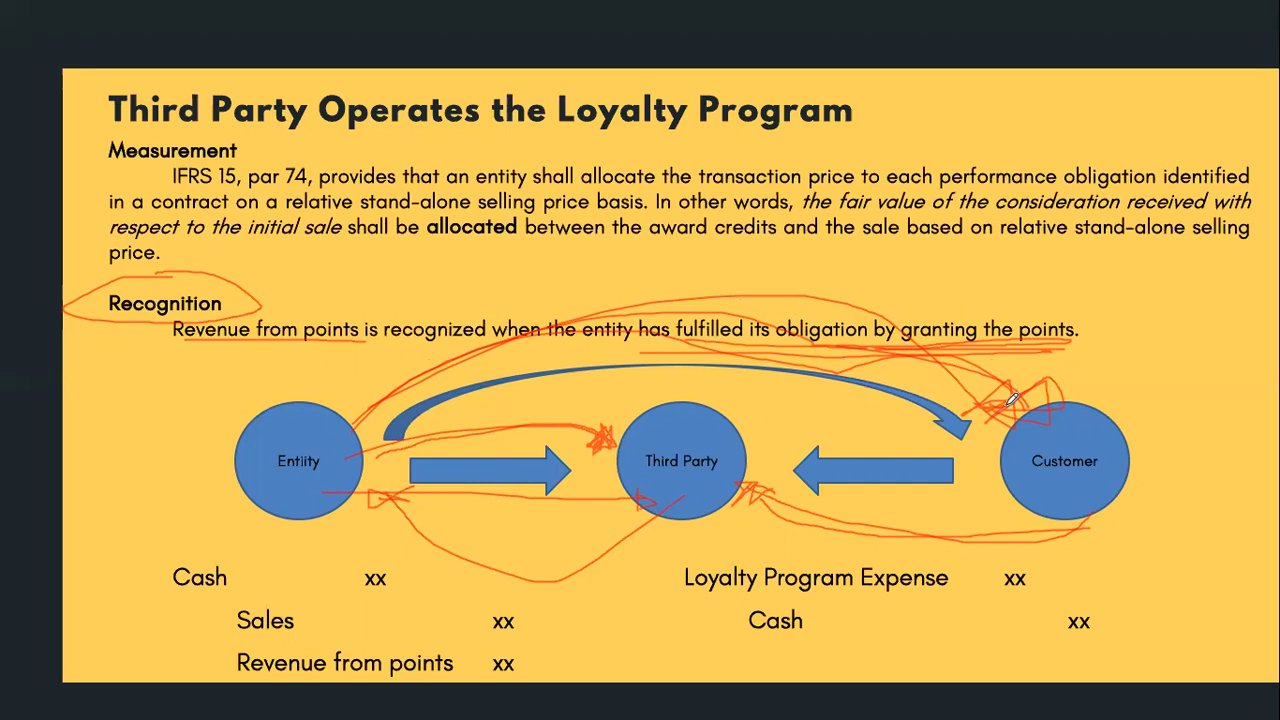 Third Party Operates the Loyalty Program
Measurement
IFRS 15, par 74, provides that an entity shall allocate the transaction price to each performance obligation identified
in a contract on a relative stand-alone selling price basis. In other words, the fair value of the consideration received with
respect to the initial sale shall be allocated between the award credits and the sale based on relative stand-alone selling
price.
Recognition
Revenue from points is recognized when the entity has fulfilled its obligation by granting the points.
Entiity Third Party Customer
Cash xx Loyalty Program Expense xx
Sales xx Cash xx
Revenue from points xx